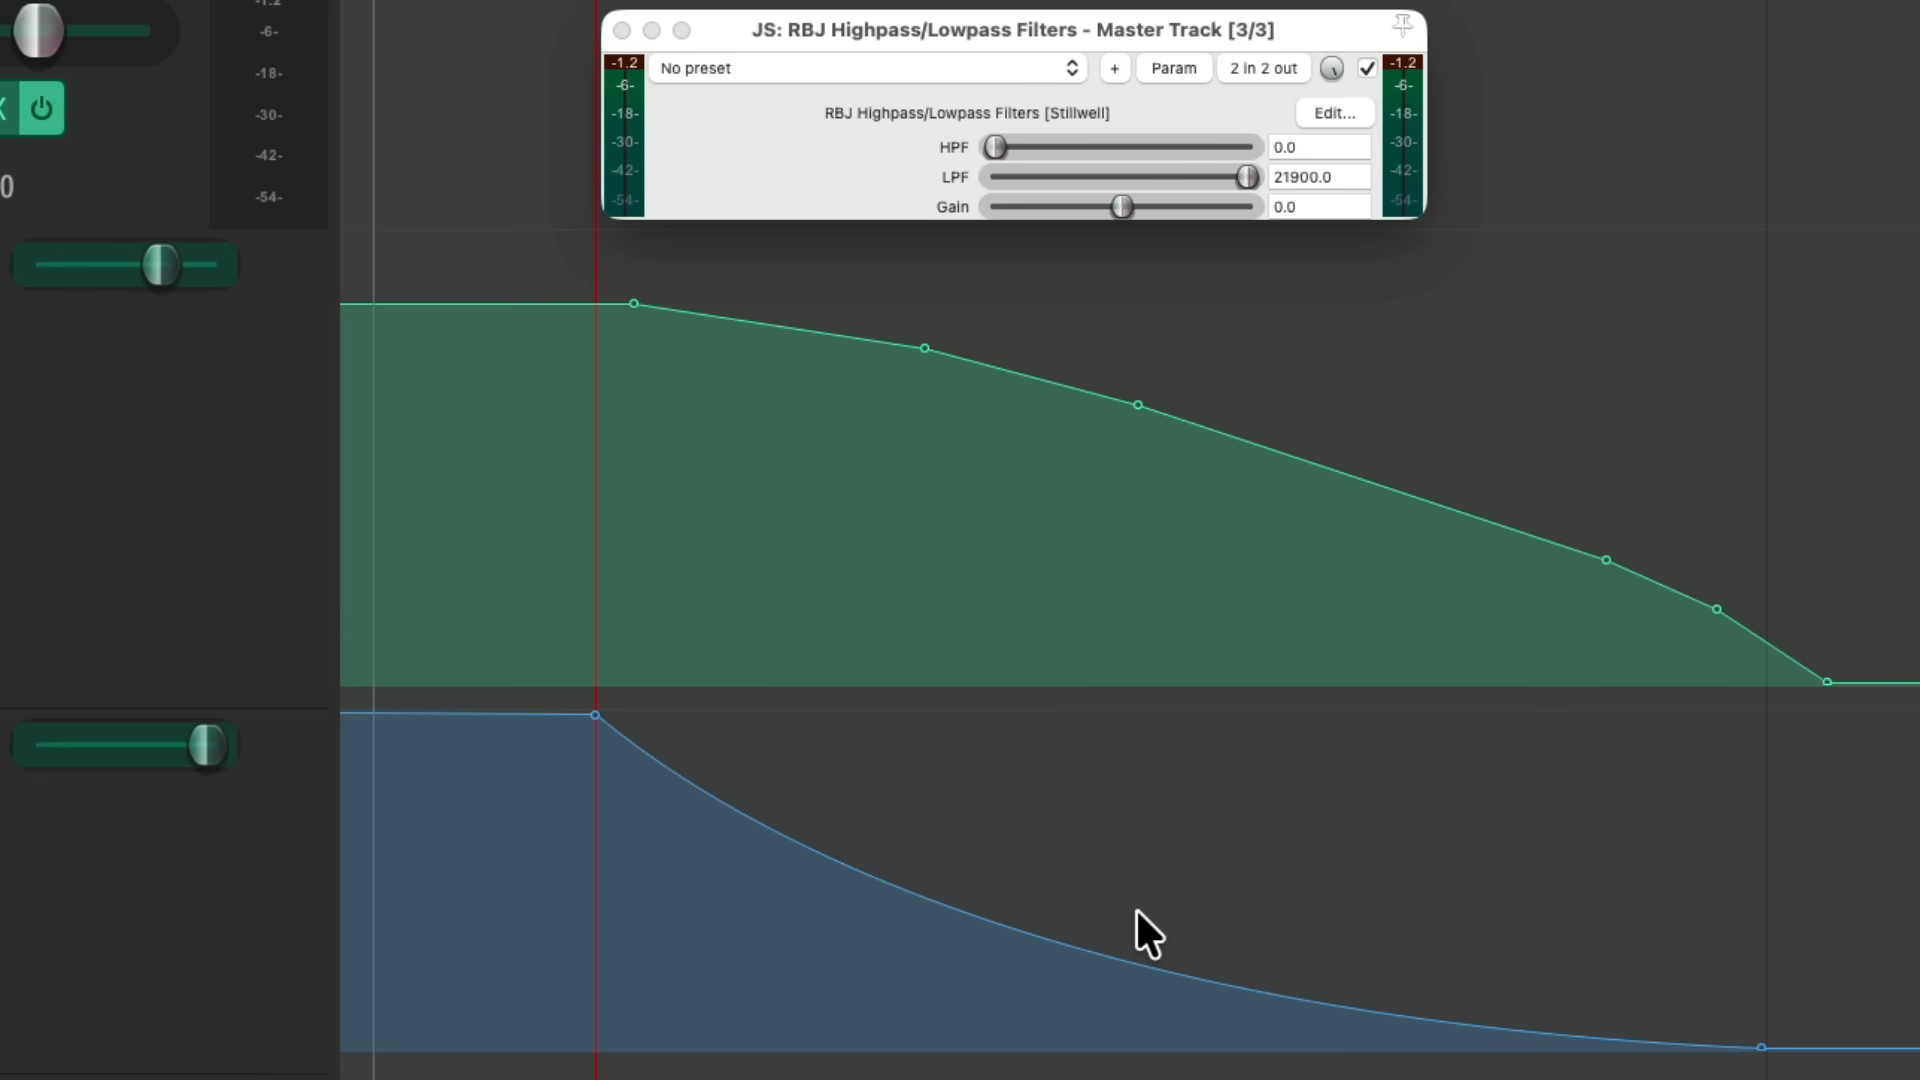 -1.2
-6-
-18-
-30-
-42-
-54-
0
JS: RBJ Highpass/Lowpass Filters - Master Track [3/3]
-1.2
-6-
-18-
-30-
-42-
-54-
No preset
+
Param
2 in 2 out
RBJ Highpass/Lowpass Filters [Stillwell]
Edit...
HPF
0.0
LPF
21900.0
Gain
0.0
-1.2
-6-
-18-
-30-
-42-
-54-